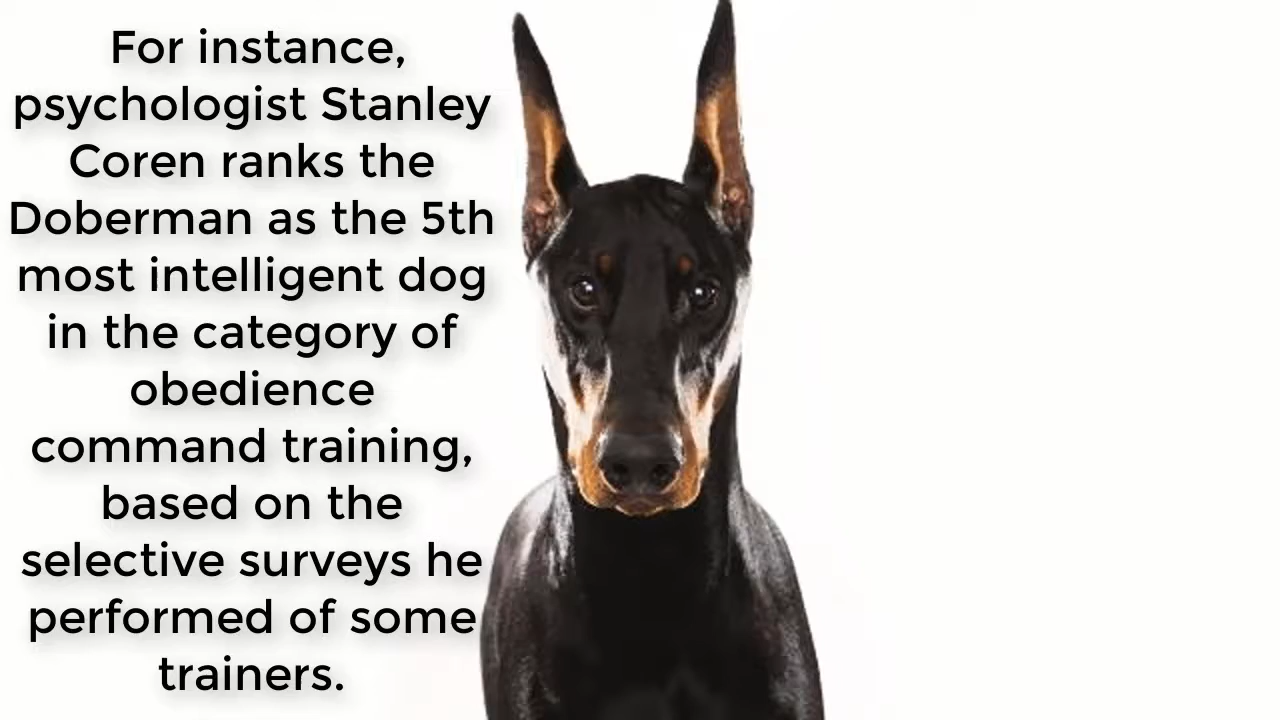 For instance,
psychologist Stanley
Coren ranks the
Doberman as the 5th
most intelligent dog
in the category of
obedience
command training,
based on the
selective surveys he
performed of some
trainers.